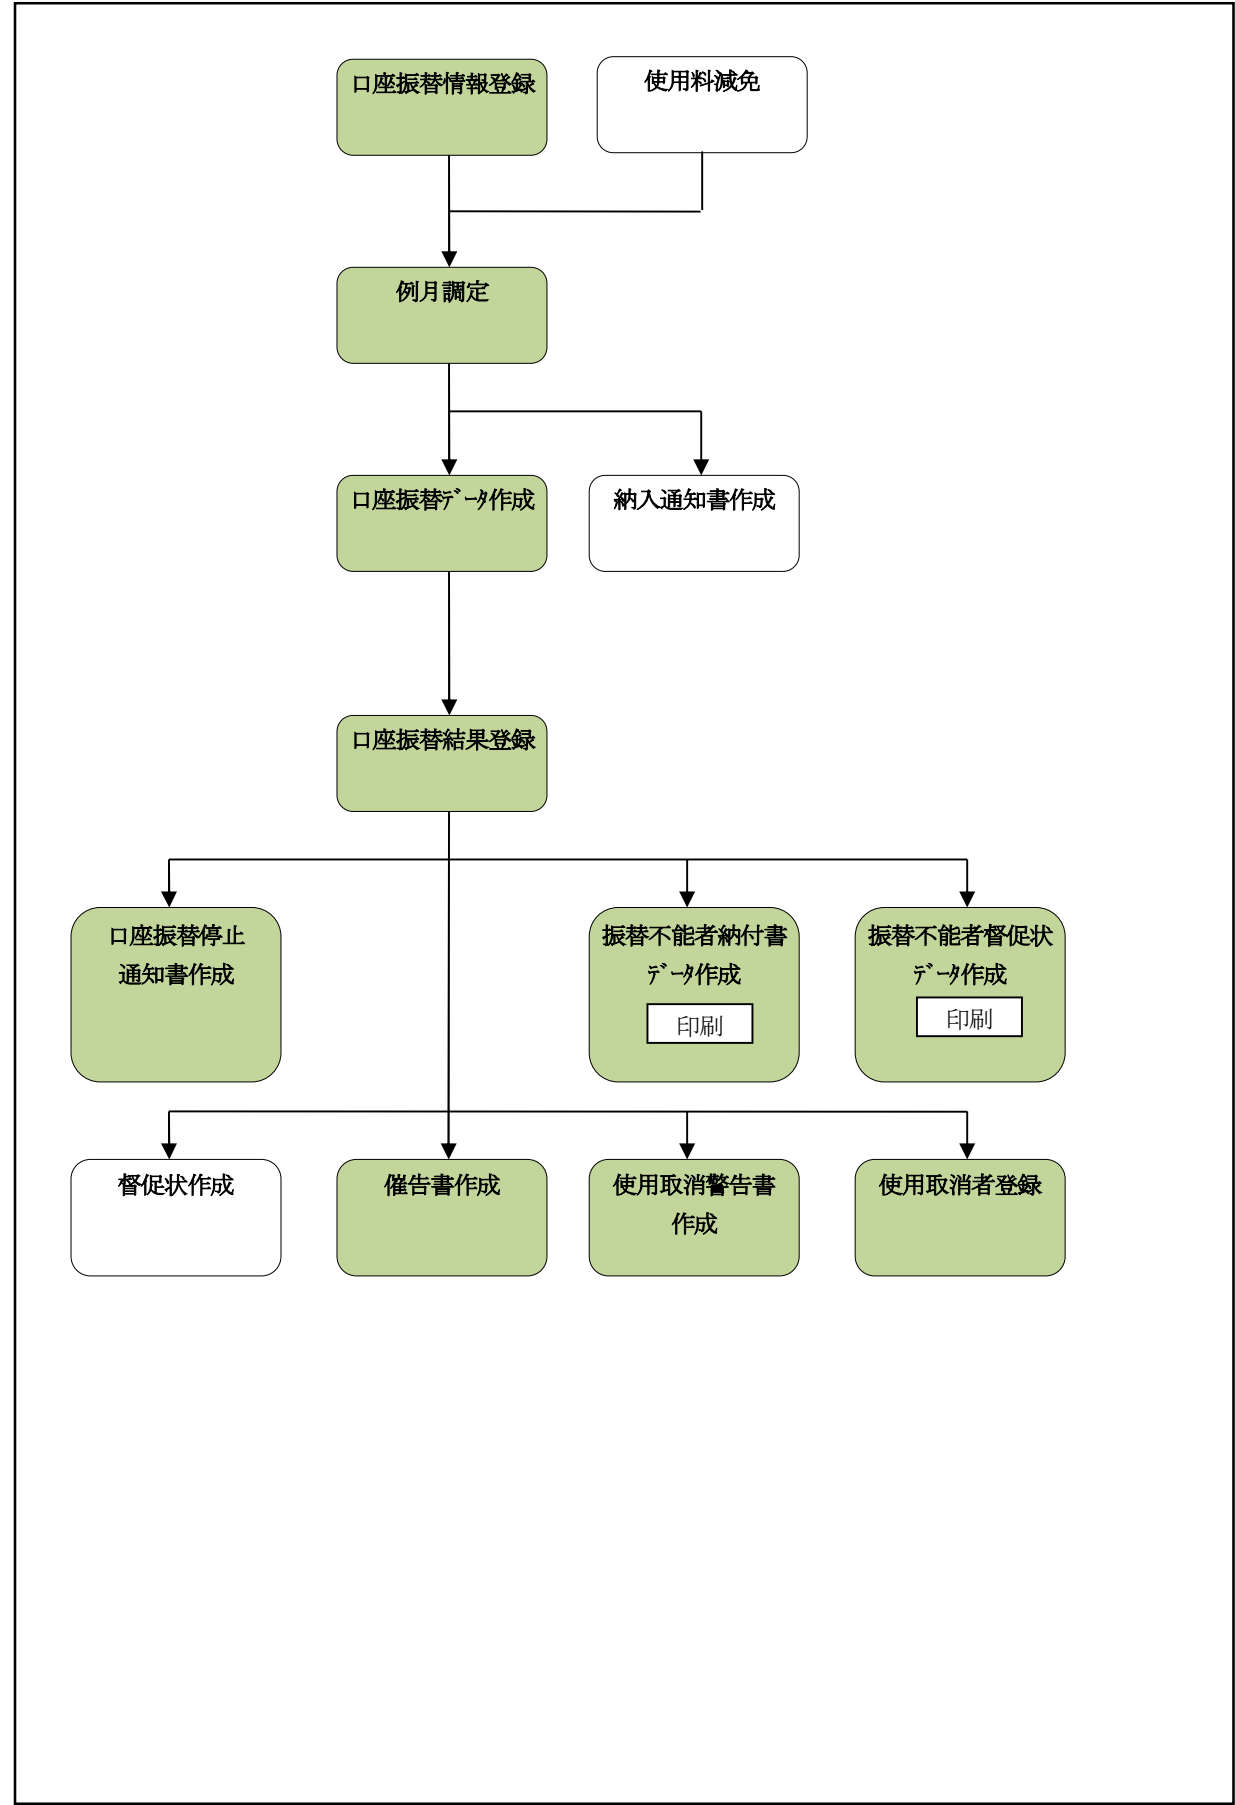 口座振替情報登録
使用料減免
例月調定
口座振替ﾃﾞｰﾀ作成
納入通知書作成
口座振替結果登録
口座振替停止
通知書作成
振替不能者納付書
ﾃﾞｰﾀ作成
印刷
振替不能者督促状
ﾃﾞｰﾀ作成
印刷
督促状作成
催告書作成
使用取消警告書
作成
使用取消者登録